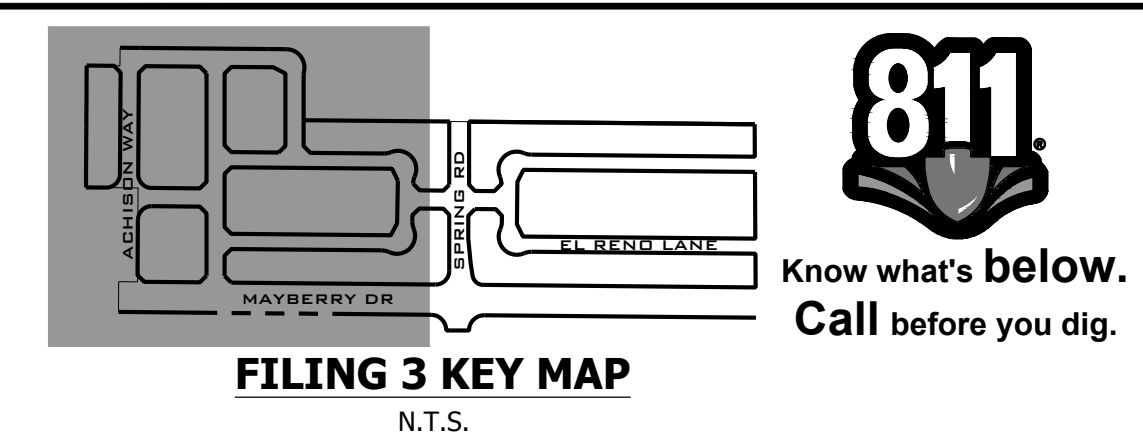 ACHISON WAY
SPRING RD
EL RENO LANE
MAYBERRY DR
FILING 3 KEY MAP
N.T.S.
811®
Know what's below.
Call before you dig.